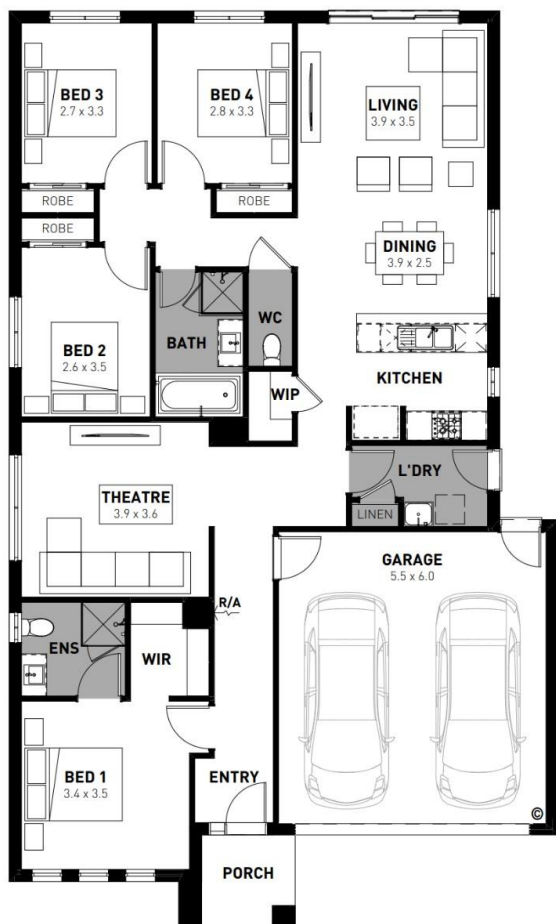 BED 3
2.7 x 3.3
BED 4
2.8 x 3.3
LIVING
3.9 x 3.5
ROBE
ROBE
ROBE
DINING
3.9 x 2.5
BATH
WC
BED 2
2.6 x 3.5
KITCHEN
WIP
L'DRY
THEATRE
3.9 x 3.6
LINEN
GARAGE
5.5 x 6.0
R/A
ENS
WIR
BED 1
3.4 x 3.5
ENTRY
©
PORCH